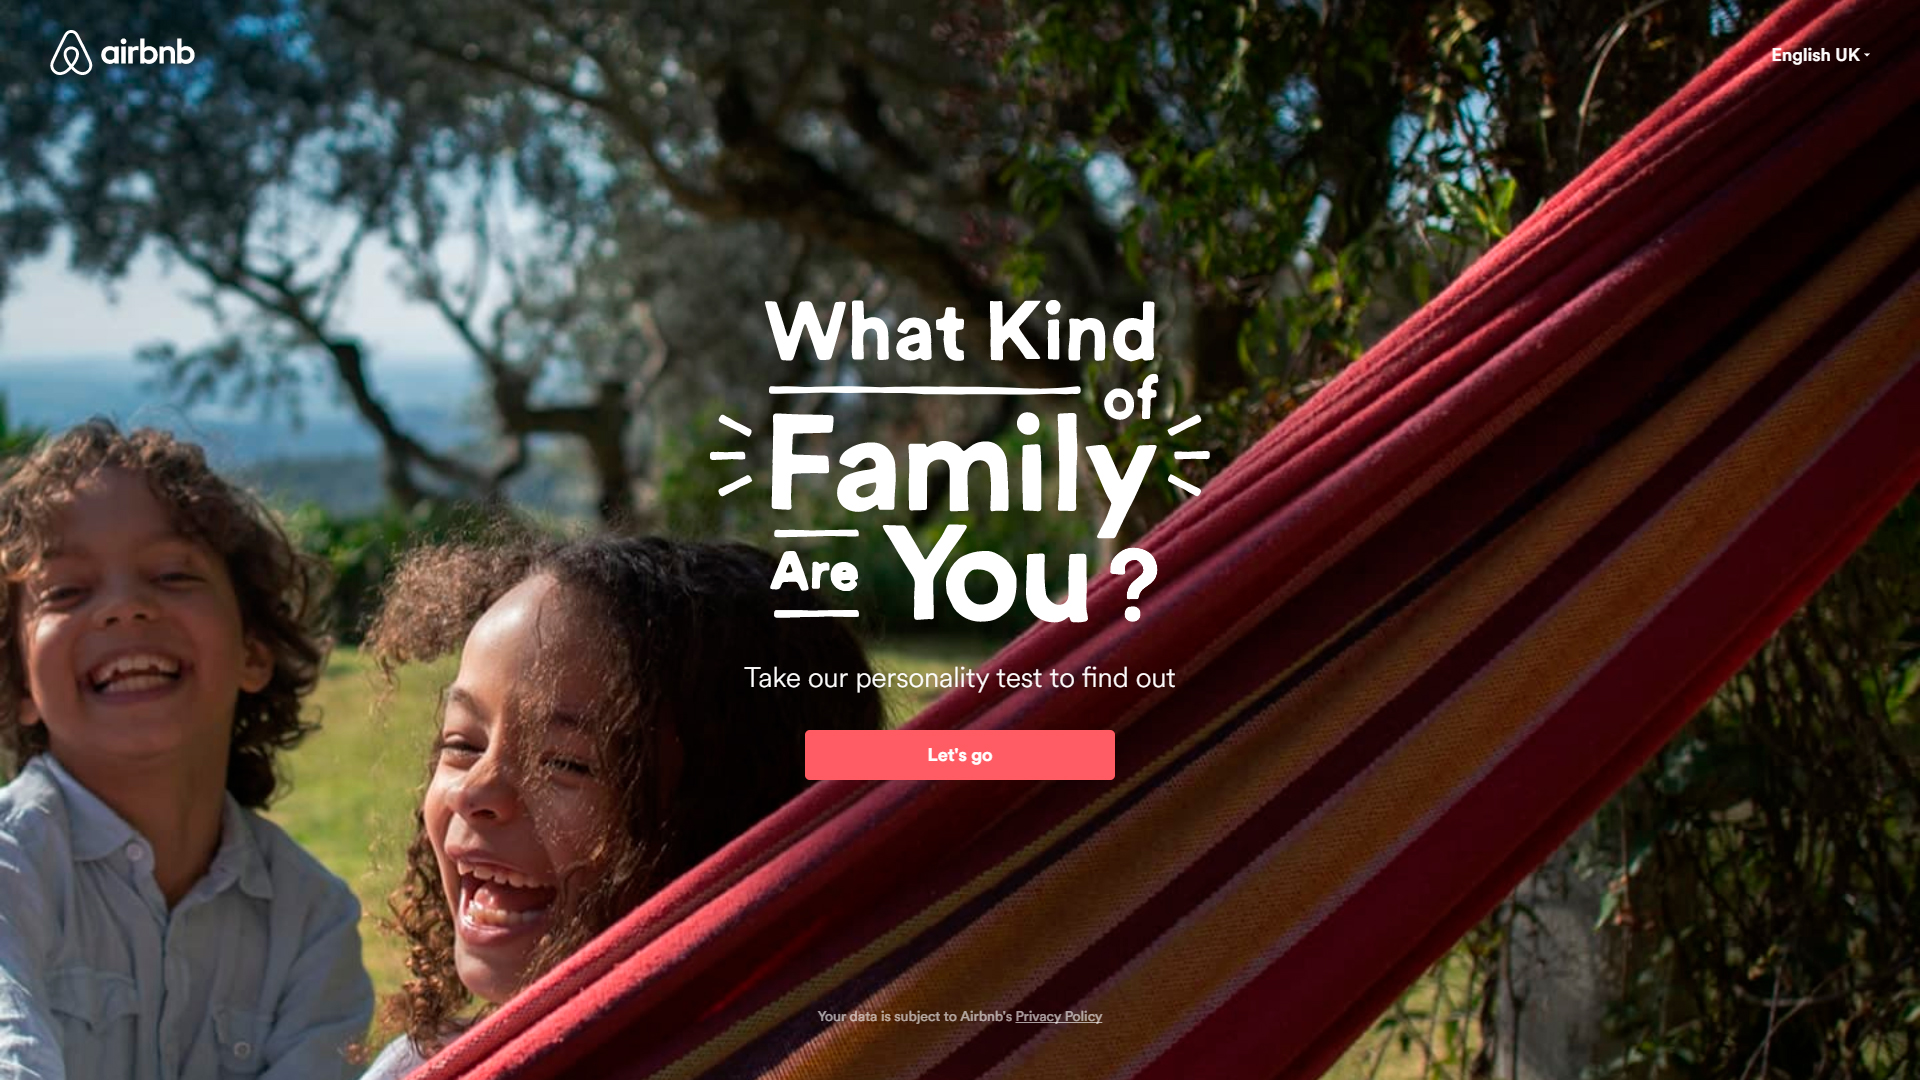 airbnb
English UK
What Kind
of
Family
Are You?
Take our personality test to find out
Let's go
Your data is subject to Airbnb's Privacy Policy